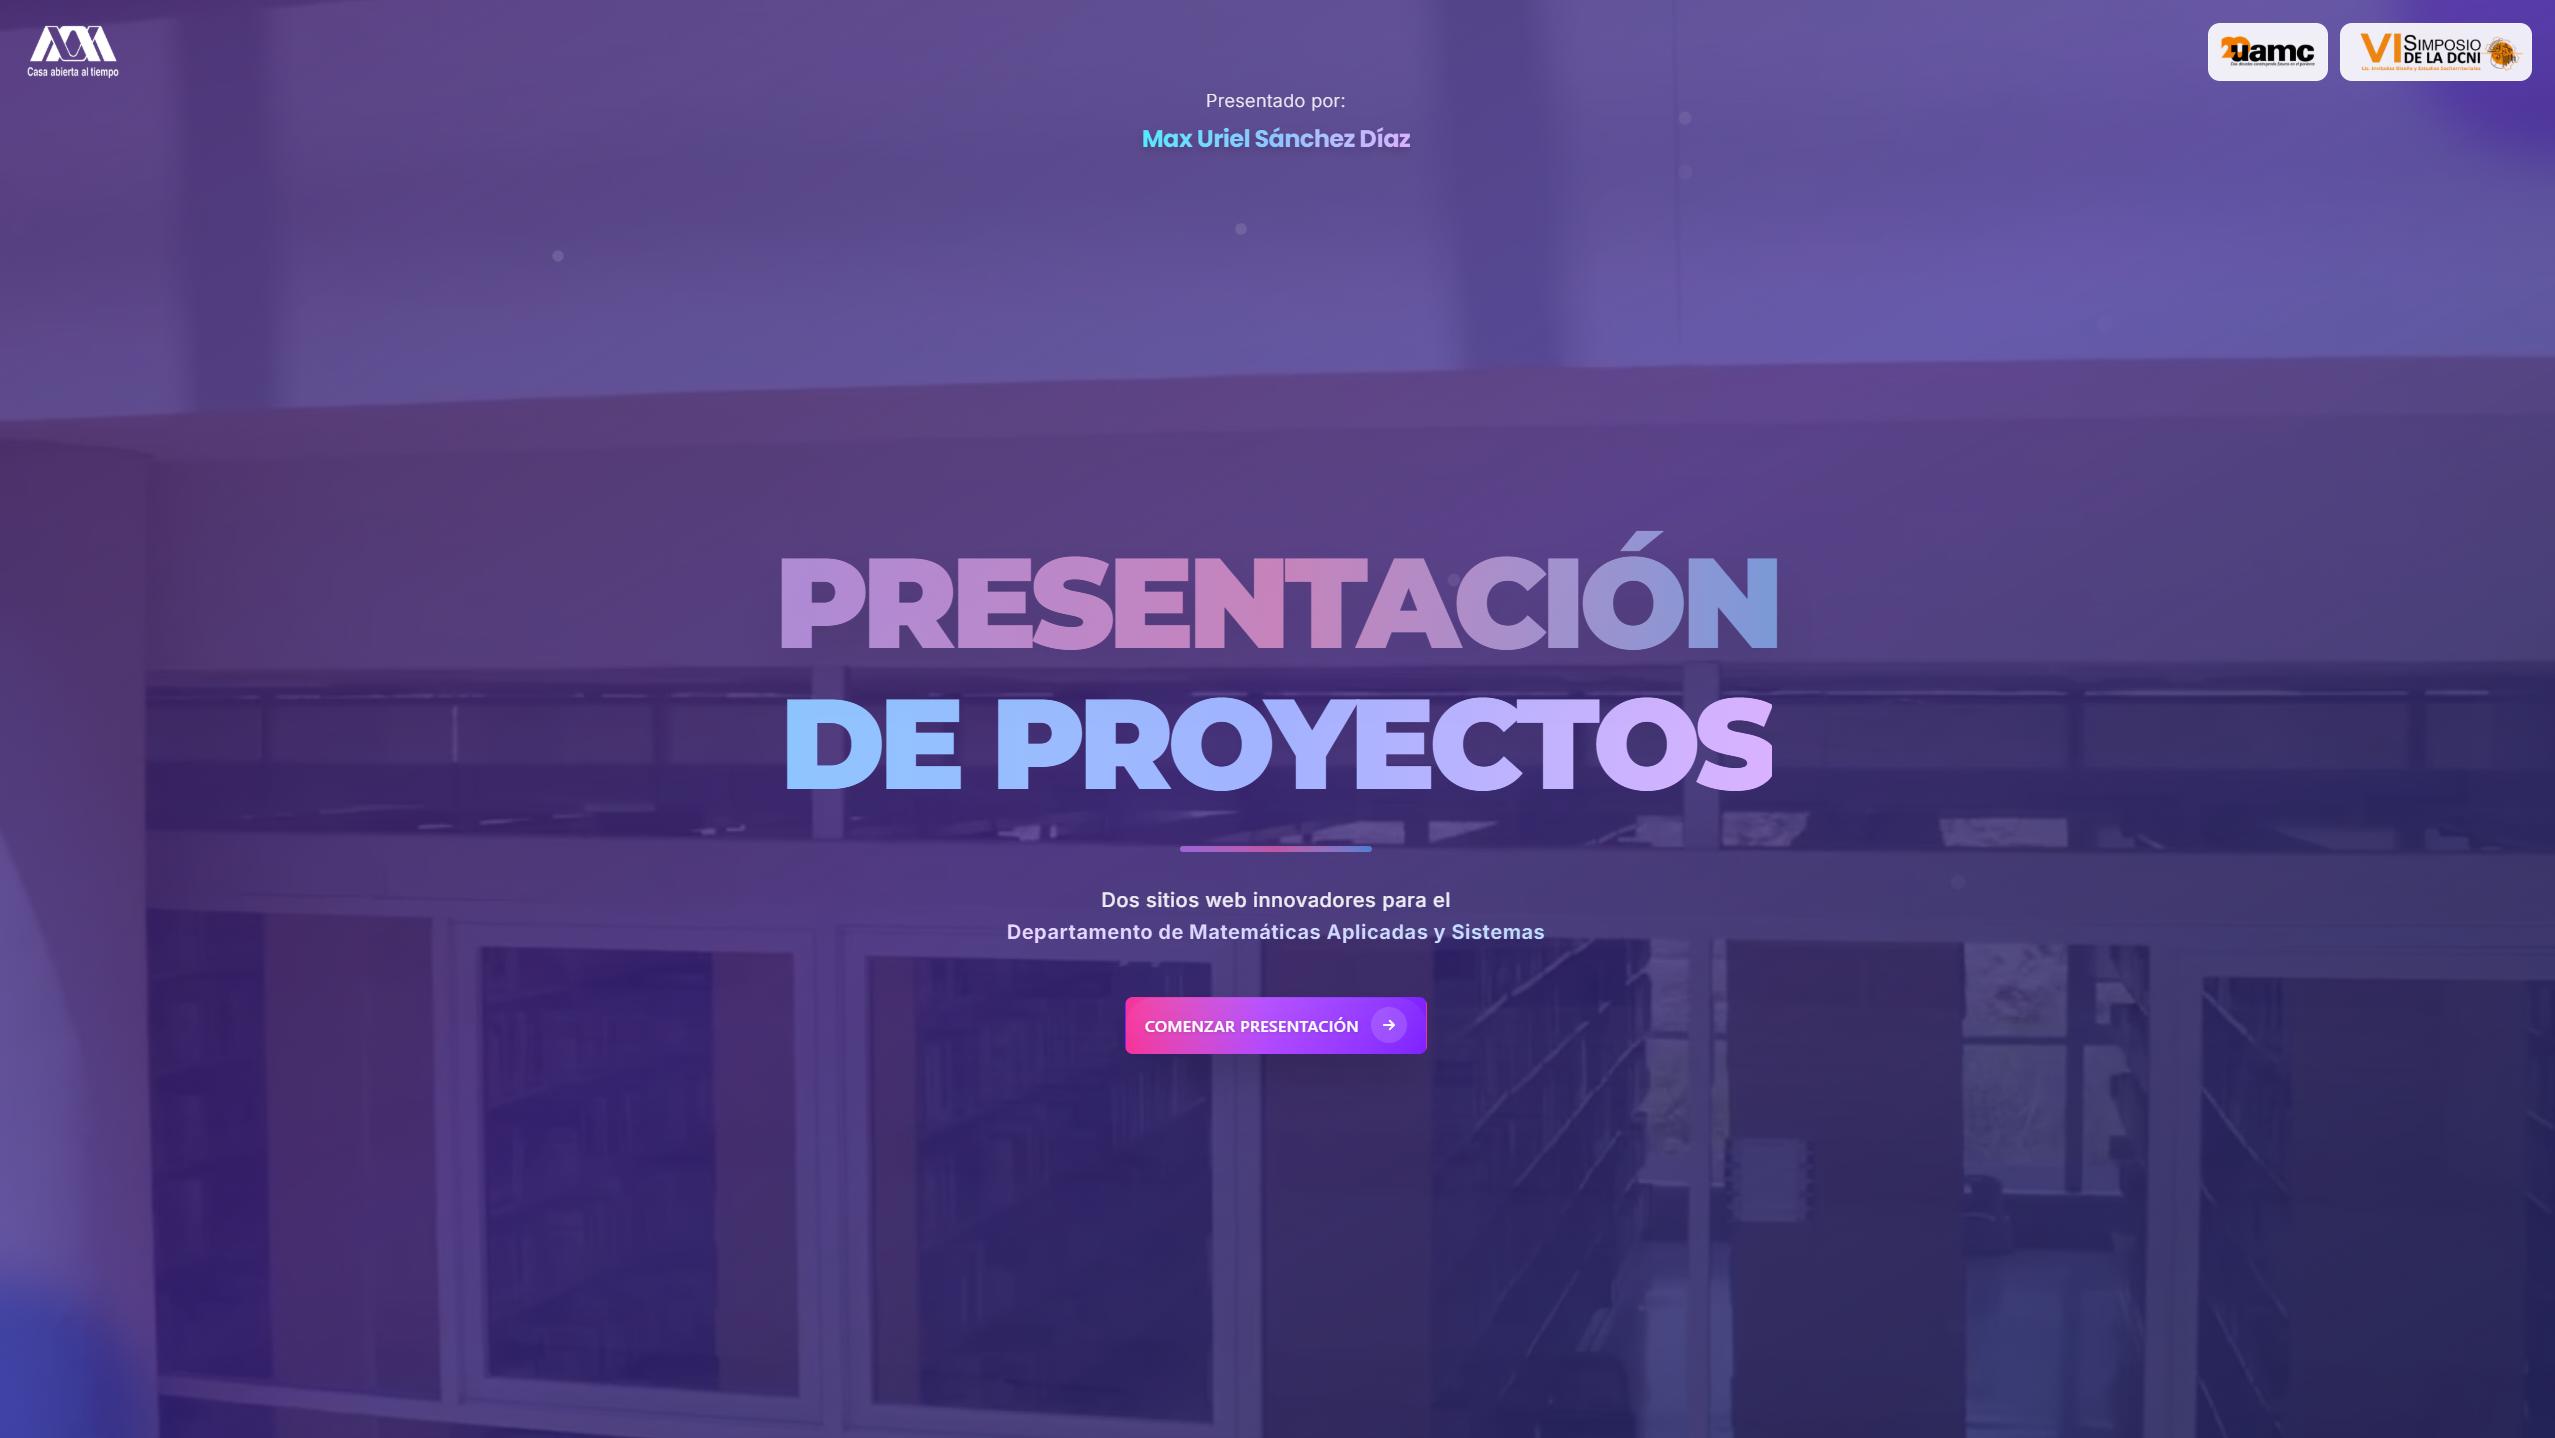 Casa abierta al tiempo
uamc
VI SIMPOSIO
DE LA DCNI
Presentado por:
Max Uriel Sánchez Díaz
PRESENTACIÓN
DE PROYECTOS
Dos sitios web innovadores para el
Departamento de Matemáticas Aplicadas y Sistemas
COMENZAR PRESENTACIÓN